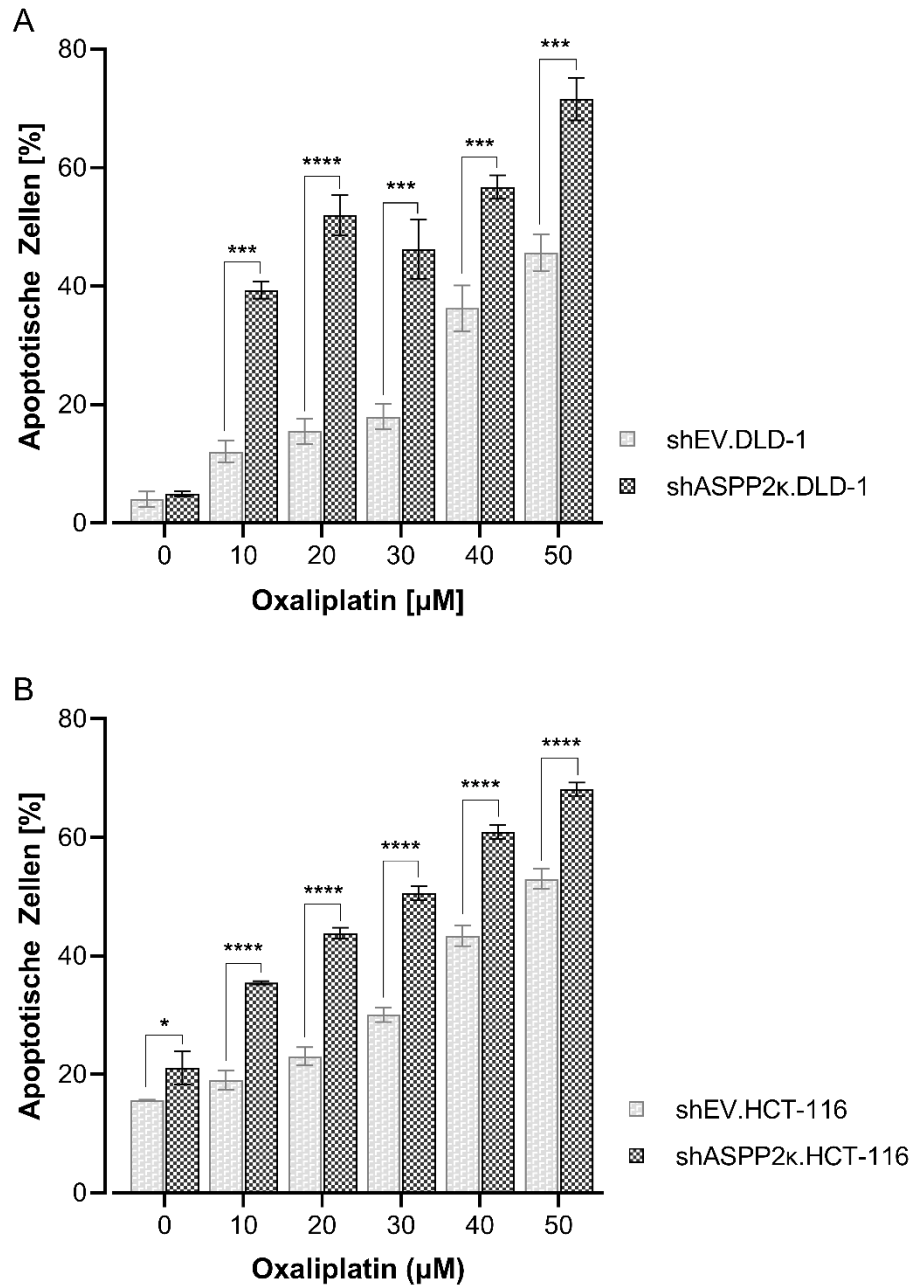 A
Apoptotische Zellen [%]
80
60
40
20
0
***
****
***
***
***
0 10 20 30 40 50
Oxaliplatin [µM]
shEV.DLD-1
shASPP2κ.DLD-1
B
Apoptotische Zellen [%]
80
60
40
20
0
*
****
****
****
****
****
0 10 20 30 40 50
Oxaliplatin (µM)
shEV.HCT-116
shASPP2κ.HCT-116